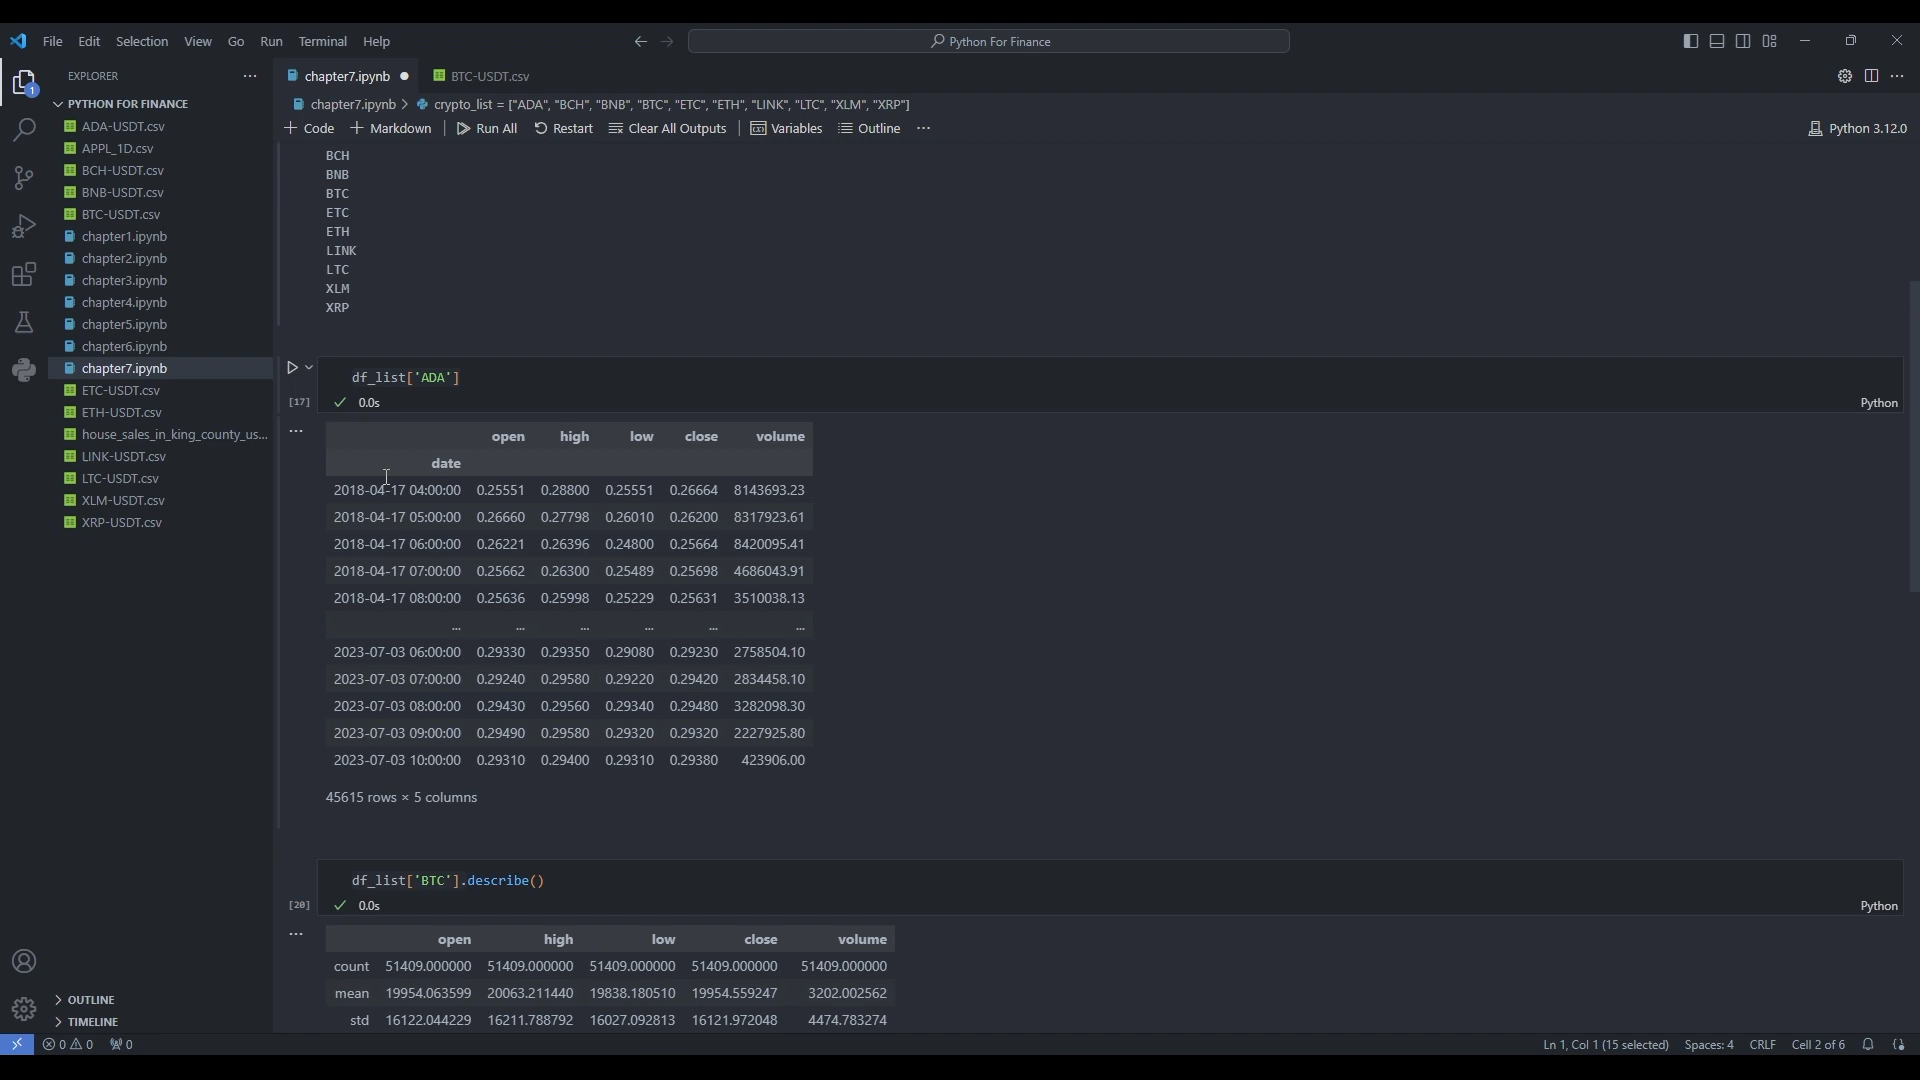 File Edit Selection View Go Run Terminal Help
Python For Finance
EXPLORER
PYTHON FOR FINANCE
ADA-USDT.csv
APPL_1D.csv
BCH-USDT.csv
BNB-USDT.csv
BTC-USDT.csv
chapter1.ipynb
chapter2.ipynb
chapter3.ipynb
chapter4.ipynb
chapter5.ipynb
chapter6.ipynb
chapter7.ipynb
ETC-USDT.csv
ETH-USDT.csv
house_sales_in_king_county_us...
LINK-USDT.csv
LTC-USDT.csv
XLM-USDT.csv
XRP-USDT.csv
OUTLINE
TIMELINE
1
chapter7.ipynb BTC-USDT.csv
chapter7.ipynb > crypto_list = ["ADA", "BCH", "BNB", "BTC", "ETC", "ETH", "LINK", "LTC", "XLM", "XRP"]
+ Code + Markdown Run All Restart Clear All Outputs Variables Outline ... Python 3.12.0
BCH
BNB
BTC
ETC
ETH
LINK
LTC
XLM
XRP
df_list['ADA']
[17] 0.0s Python
open high low close volume
date
2018-04-17 04:00:00 0.25551 0.28800 0.25551 0.26664 8143693.23
2018-04-17 05:00:00 0.26660 0.27798 0.26010 0.26200 8317923.61
2018-04-17 06:00:00 0.26221 0.26396 0.24800 0.25664 8420095.41
2018-04-17 07:00:00 0.25662 0.26300 0.25489 0.25698 4686043.91
2018-04-17 08:00:00 0.25636 0.25998 0.25229 0.25631 3510038.13
... ... ... ... ... ...
2023-07-03 06:00:00 0.29330 0.29350 0.29080 0.29230 2758504.10
2023-07-03 07:00:00 0.29240 0.29580 0.29220 0.29420 2834458.10
2023-07-03 08:00:00 0.29430 0.29560 0.29340 0.29480 3282098.30
2023-07-03 09:00:00 0.29490 0.29580 0.29320 0.29320 2227925.80
2023-07-03 10:00:00 0.29310 0.29400 0.29310 0.29380 423906.00
45615 rows × 5 columns
df_list['BTC'].describe()
[20] 0.0s Python
open high low close volume
count 51409.000000 51409.000000 51409.000000 51409.000000 51409.000000
mean 19954.063599 20063.211440 19838.180510 19954.559247 3202.002562
std 16122.044229 16211.788792 16027.092813 16121.972048 4474.783274
0 0 0 Ln 1, Col 1 (15 selected) Spaces: 4 CRLF Cell 2 of 6